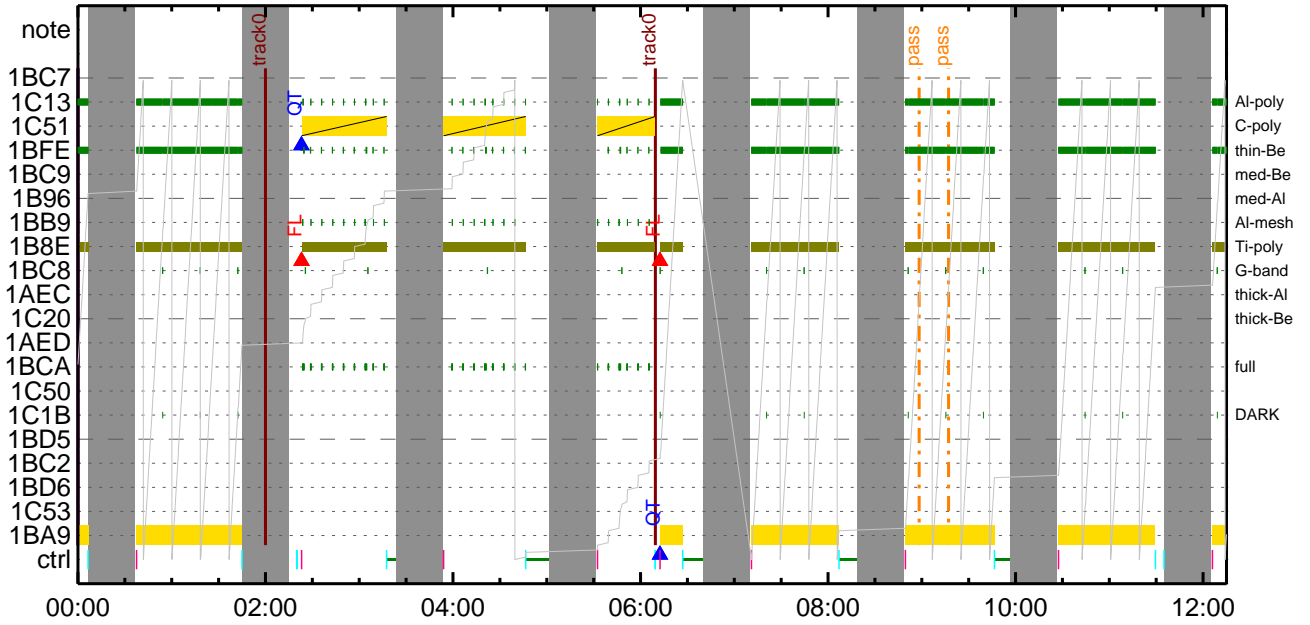 note
track0
track0
pass
pass
1BC7
1C13 QT Al-poly
1C51 C-poly
1BFE thin-Be
1BC9 med-Be
1B96 med-Al
1BB9 FL FL Al-mesh
1B8E Ti-poly
1BC8 G-band
1AEC thick-Al
1C20 thick-Be
1AED
1BCA full
1C50
1C1B DARK
1BD5
1BC2
1BD6
1C53 QT
1BA9
ctrl
00:00 02:00 04:00 06:00 08:00 10:00 12:00